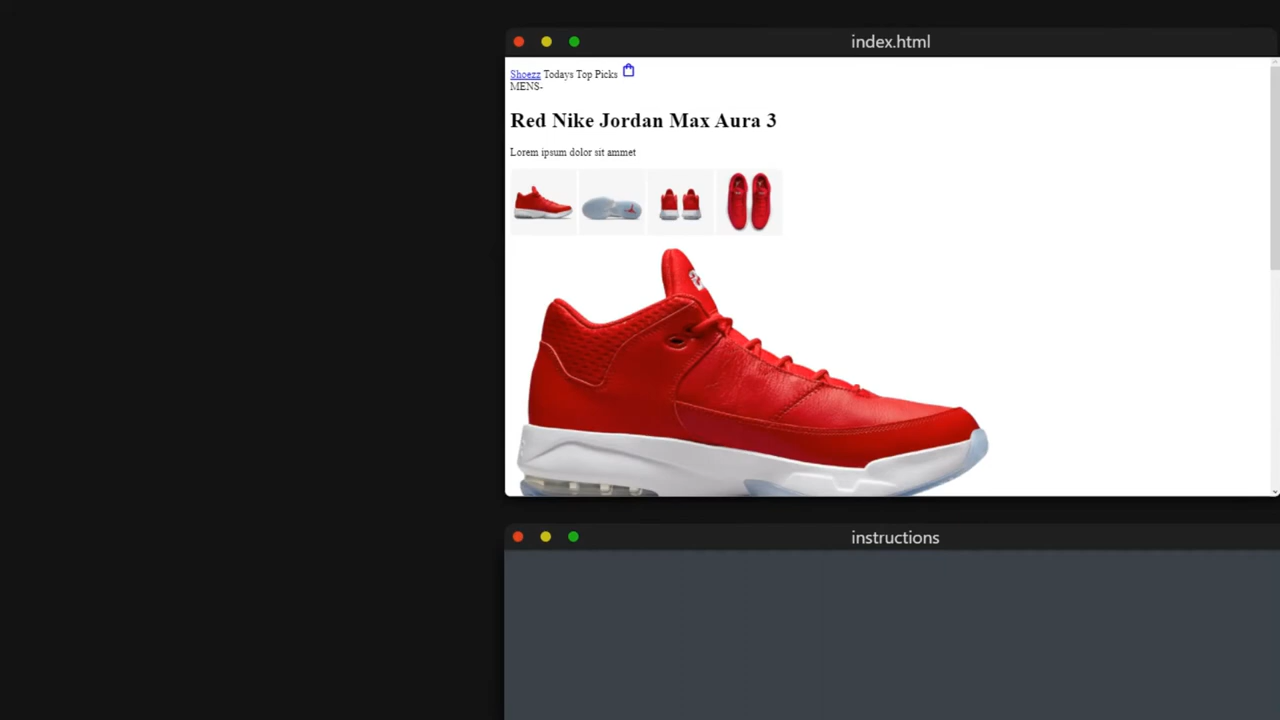 index.html
Shoezz Todays Top Picks
MENS-
Red Nike Jordan Max Aura 3
Lorem ipsum dolor sit ammet
instructions